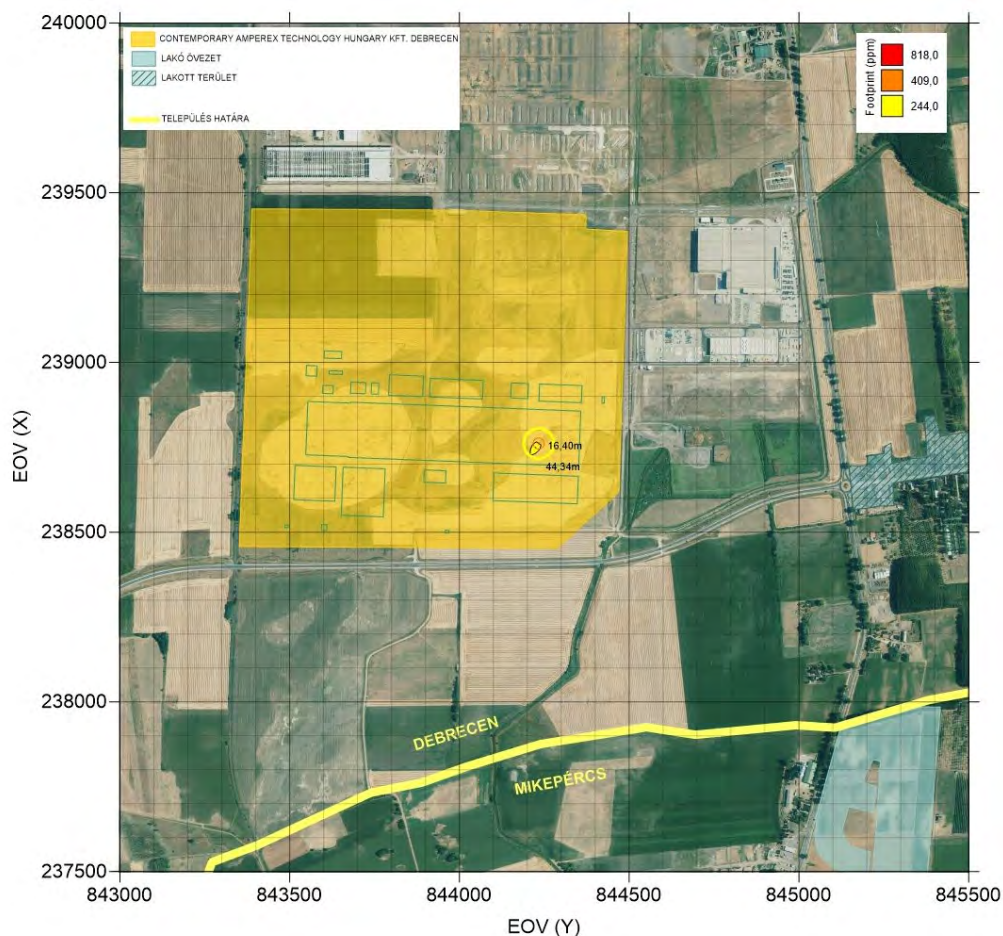 CONTEMPORARY AMPEREX TECHNOLOGY HUNGARY KFT. DEBRECEN
LAKÓ ÖVEZET
LAKOTT TERÜLET
TELEPÜLÉS HATÁRA
Footprint (ppm)
818,0
409,0
244,0
EOV (X)
240000
239500
239000
238500
238000
237500
16,40m
44,34m
DEBRECEN
MIKEPÉRCS
843000
843500
844000
844500
845000
845500
EOV (Y)